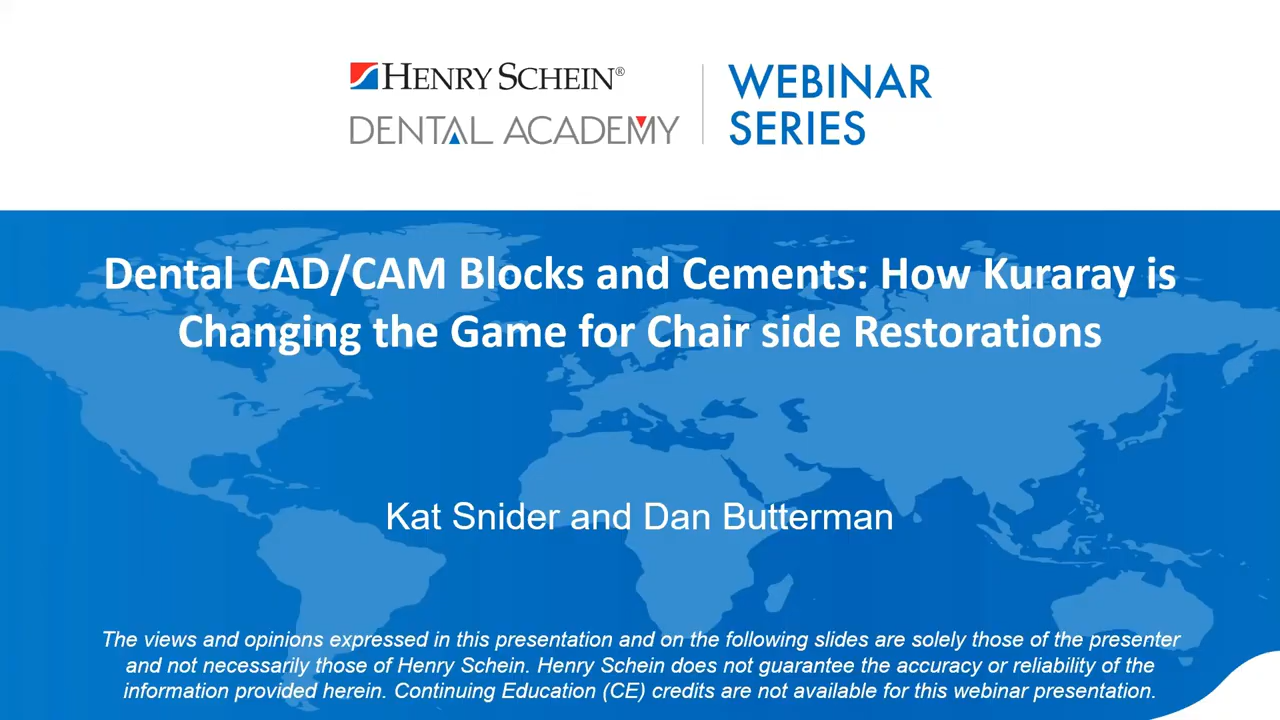 HENRY SCHEIN®
DENTAL ACADEMY
WEBINAR
SERIES
Dental CAD/CAM Blocks and Cements: How Kuraray is
Changing the Game for Chair side Restorations
Kat Snider and Dan Butterman
The views and opinions expressed in this presentation and on the following slides are solely those of the presenter
and not necessarily those of Henry Schein. Henry Schein does not guarantee the accuracy or reliability of the
information provided herein. Continuing Education (CE) credits are not available for this webinar presentation.